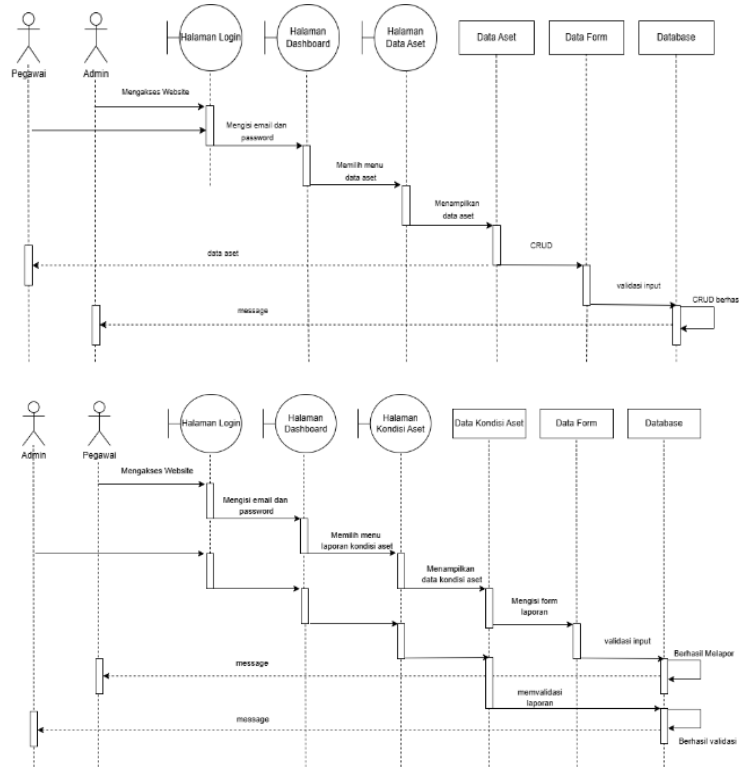 Pegawai
Admin
Halaman Login
Halaman
Dashboard
Halaman
Data Aset
Data Aset
Data Form
Database
Mengakses Website
Mengisi email dan
password
Memilih menu
data aset
Menampilkan
data aset
CRUD
data aset
validasi input
CRUD berhas
message
Admin
Pegawai
Halaman Login
Halaman
Dashboard
Halaman
Kondisi Aset
Data Kondisi Aset
Data Form
Database
Mengakses Website
Mengisi email dan
password
Memilih menu
laporan kondisi aset
Menampilkan
data kondisi aset
Mengisi form
laporan
validasi input
Berhasil Melapor
message
memvalidasi
laporan
message
Berhasil validasi